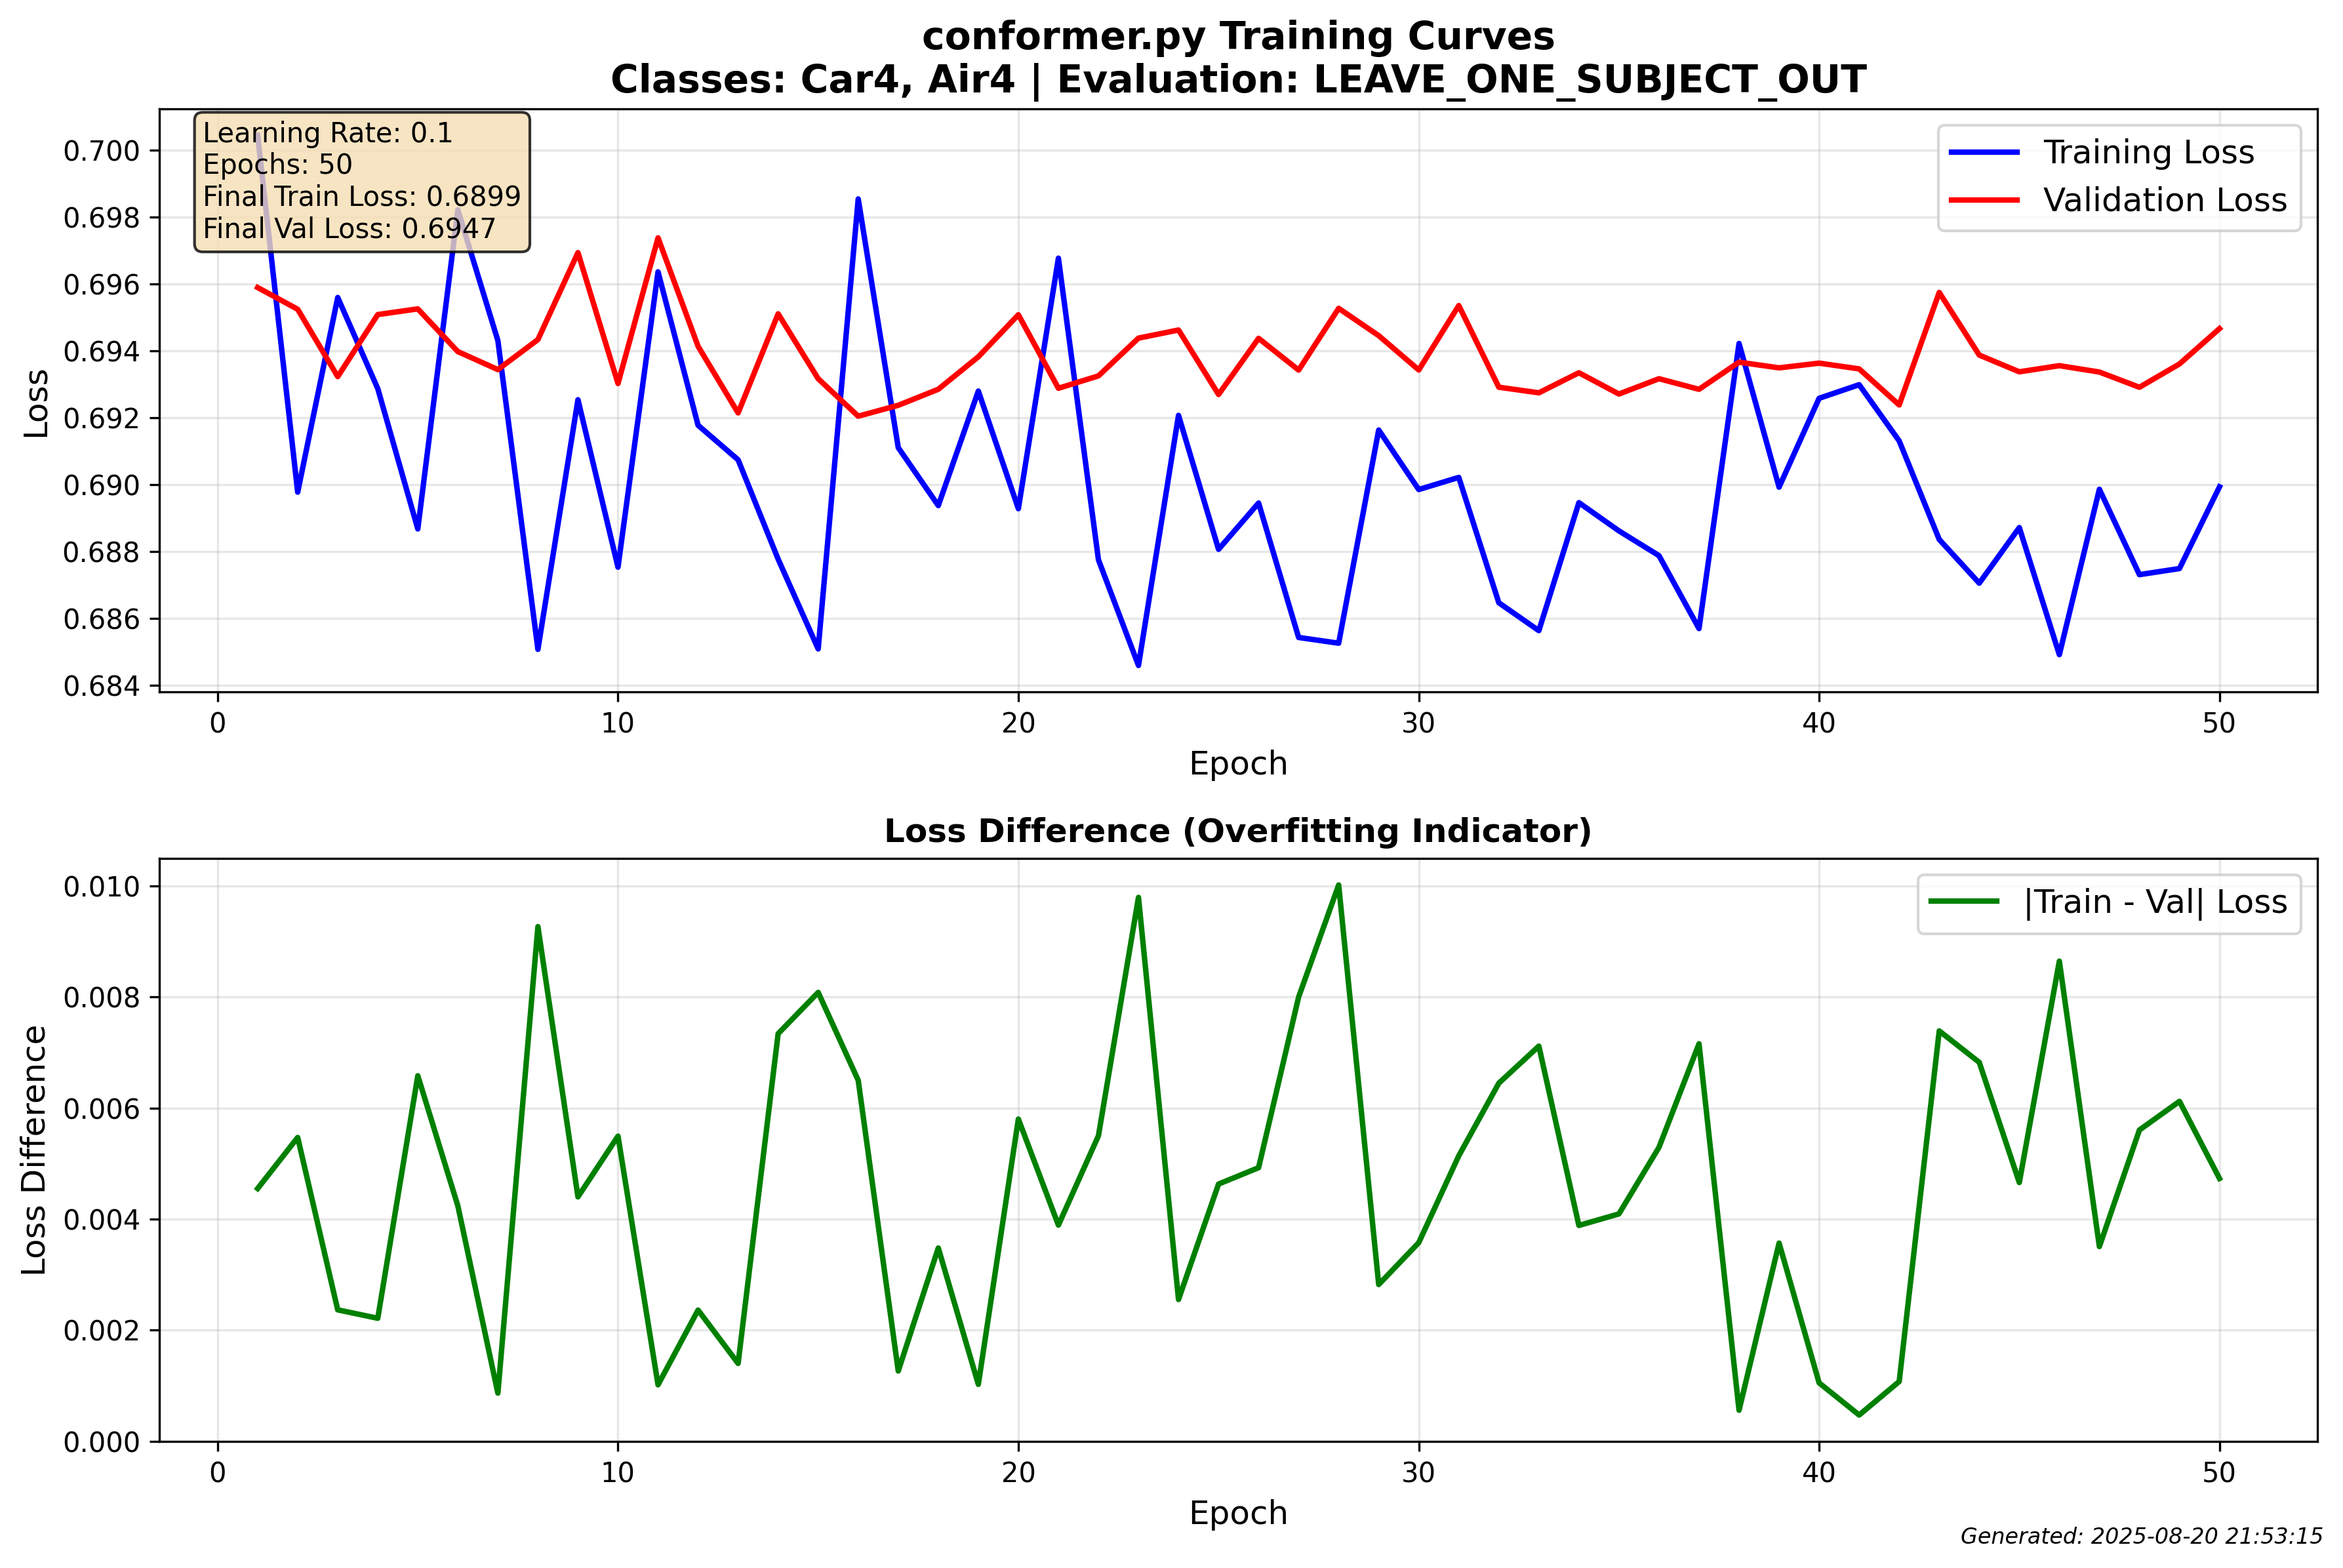 conformer.py Training Curves
Classes: Car4, Air4 | Evaluation: LEAVE_ONE_SUBJECT_OUT
Learning Rate: 0.1
Epochs: 50
Final Train Loss: 0.6899
Final Val Loss: 0.6947
Training Loss
Validation Loss
Loss
0.700
0.698
0.696
0.694
0.692
0.690
0.688
0.686
0.684
0 10 20 30 40 50
Epoch
Loss Difference (Overfitting Indicator)
|Train - Val| Loss
Loss Difference
0.010
0.008
0.006
0.004
0.002
0.000
0 10 20 30 40 50
Epoch
Generated: 2025-08-20 21:53:15